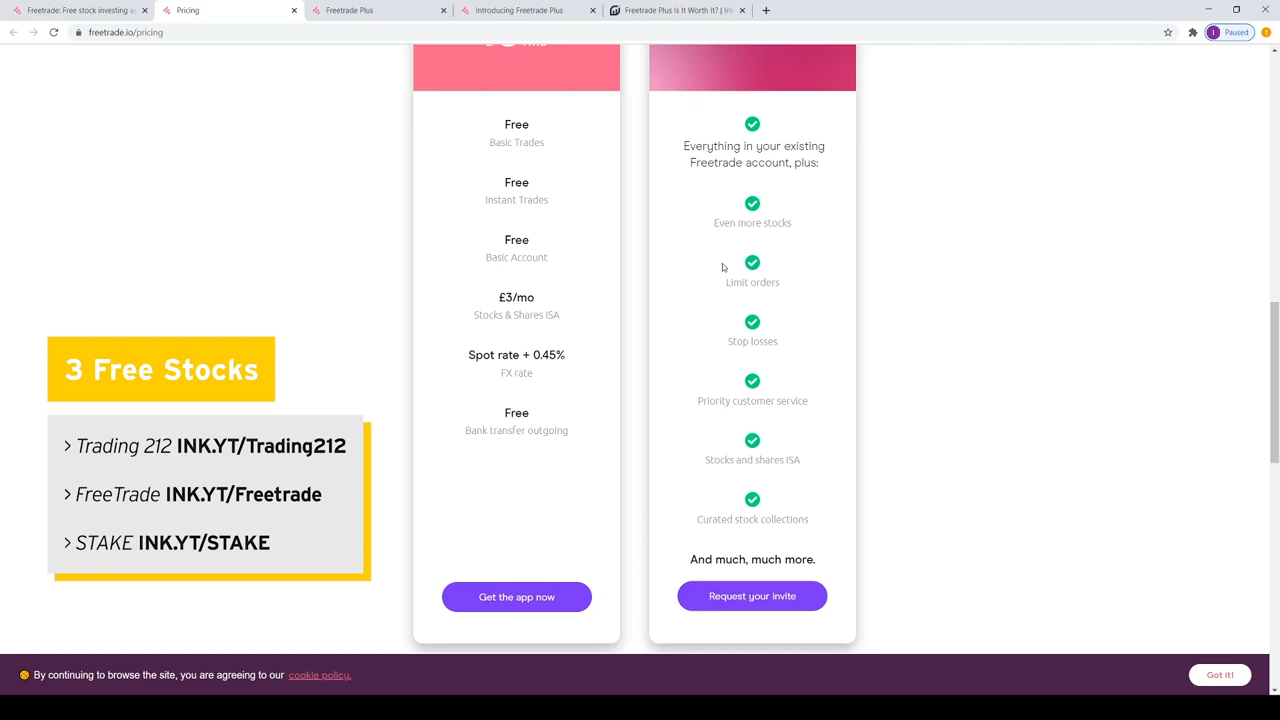 Freetrade: Free stock investing a
Pricing
Freetrade Plus
Introducing Freetrade Plus
Freetrade Plus Is It Worth It? | In
freetrade.io/pricing
I
Paused
Free
Basic Trades
Free
Instant Trades
Free
Basic Account
£3/mo
Stocks & Shares ISA
Spot rate + 0.45%
FX rate
Free
Bank transfer outgoing
Get the app now
Everything in your existing
Freetrade account, plus:
Even more stocks
Limit orders
Stop losses
Priority customer service
Stocks and shares ISA
Curated stock collections
And much, much more.
Request your invite
3 Free Stocks
> Trading 212 INK.YT/Trading212
> FreeTrade INK.YT/Freetrade
> STAKE INK.YT/STAKE
By continuing to browse the site, you are agreeing to our cookie policy.
Got it!